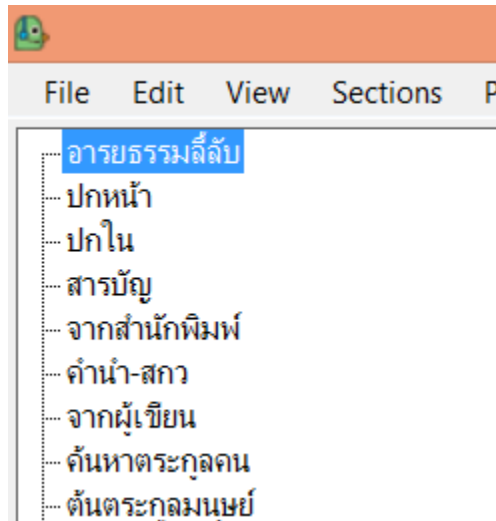 File Edit View Sections P
อารยธรรมลี้ลับ
ปกหน้า
ปกใน
สารบัญ
จากสำนักพิมพ์
คำนำ-สกว
จากผู้เขียน
ค้นหาตระกูลคน
ต้นตระกูลมนุษย์